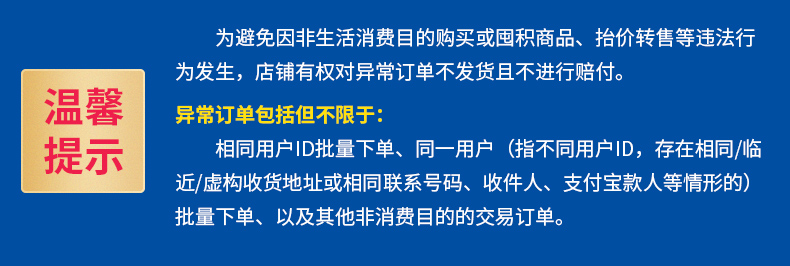 温馨
提示
为避免因非生活消费目的购买或囤积商品、抬价转售等违法行
为发生，店铺有权对异常订单不发货且不进行赔付。
异常订单包括但不限于：
相同用户ID批量下单、同一用户（指不同用户ID，存在相同/临
近/虚构收货地址或相同联系号码、收件人、支付宝款人等情形的）
批量下单、以及其他非消费目的的交易订单。